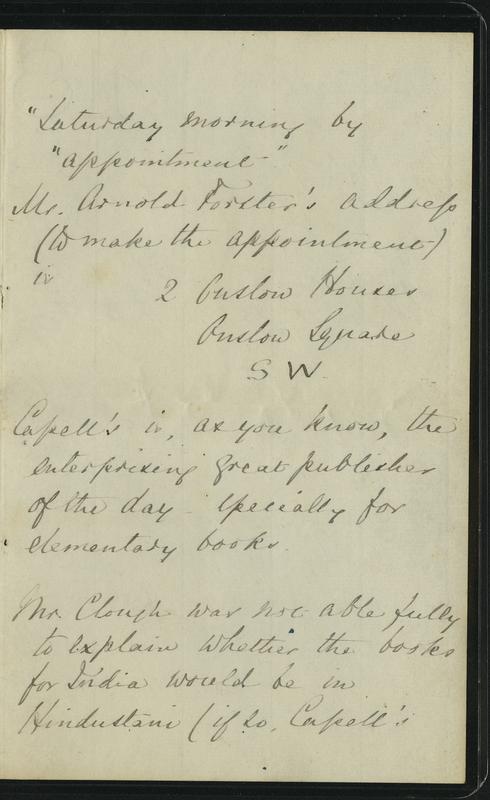 "Saturday morning by
"appointment"
Mr. Arnold Forster's address
(to make the appointment)
is
2 Onslow Houses
Onslow Square
S W.
Capell's is, as you know, the
enterprising great publisher
of the day - specially for
elementary books.
Mr. Clough was not able fully
to explain whether the books
for India would be in
Hindustani (if so, Capell's